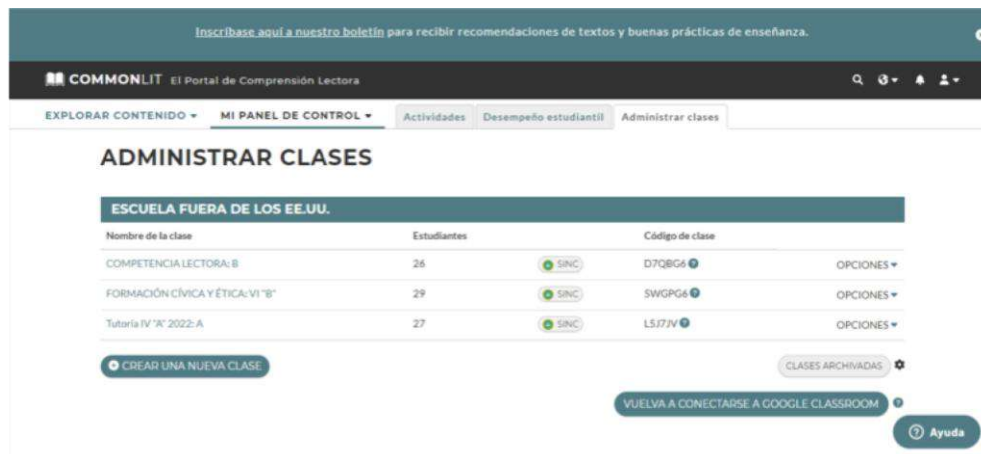 Inscríbase aquí a nuestro boletín para recibir recomendaciones de textos y buenas prácticas de enseñanza.
COMMONLIT El Portal de Comprensión Lectora
EXPLORAR CONTENIDO MI PANEL DE CONTROL Actividades Desempeño estudiantil Administrar clases
ADMINISTRAR CLASES
ESCUELA FUERA DE LOS EE.UU.
Nombre de la clase Estudiantes Código de clase
COMPETENCIA LECTORA: B 26 SINC D7QBG6 OPCIONES
FORMACIÓN CÍVICA Y ÉTICA: VI "B" 29 SINC SWGPG6 OPCIONES
Tutoría IV "A" 2022: A 27 SINC L5J7JV OPCIONES
CREAR UNA NUEVA CLASE CLASES ARCHIVADAS
VUELVA A CONECTARSE A GOOGLE CLASSROOM
Ayuda